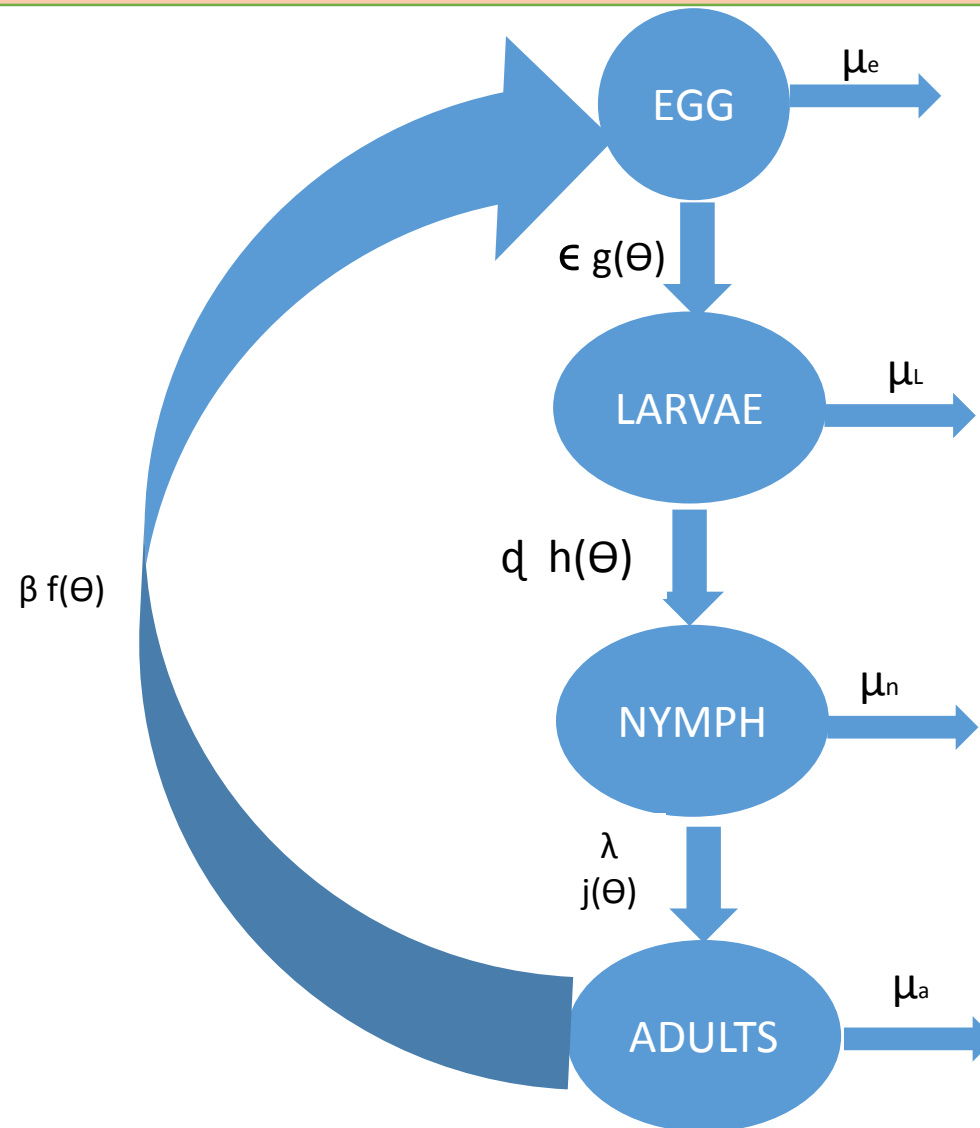 EGG
μe
ϵ g(Ɵ)
LARVAE
μL
ɖ h(Ɵ)
β f(Ɵ)
NYMPH
μn
λ
j(Ɵ)
ADULTS
μa